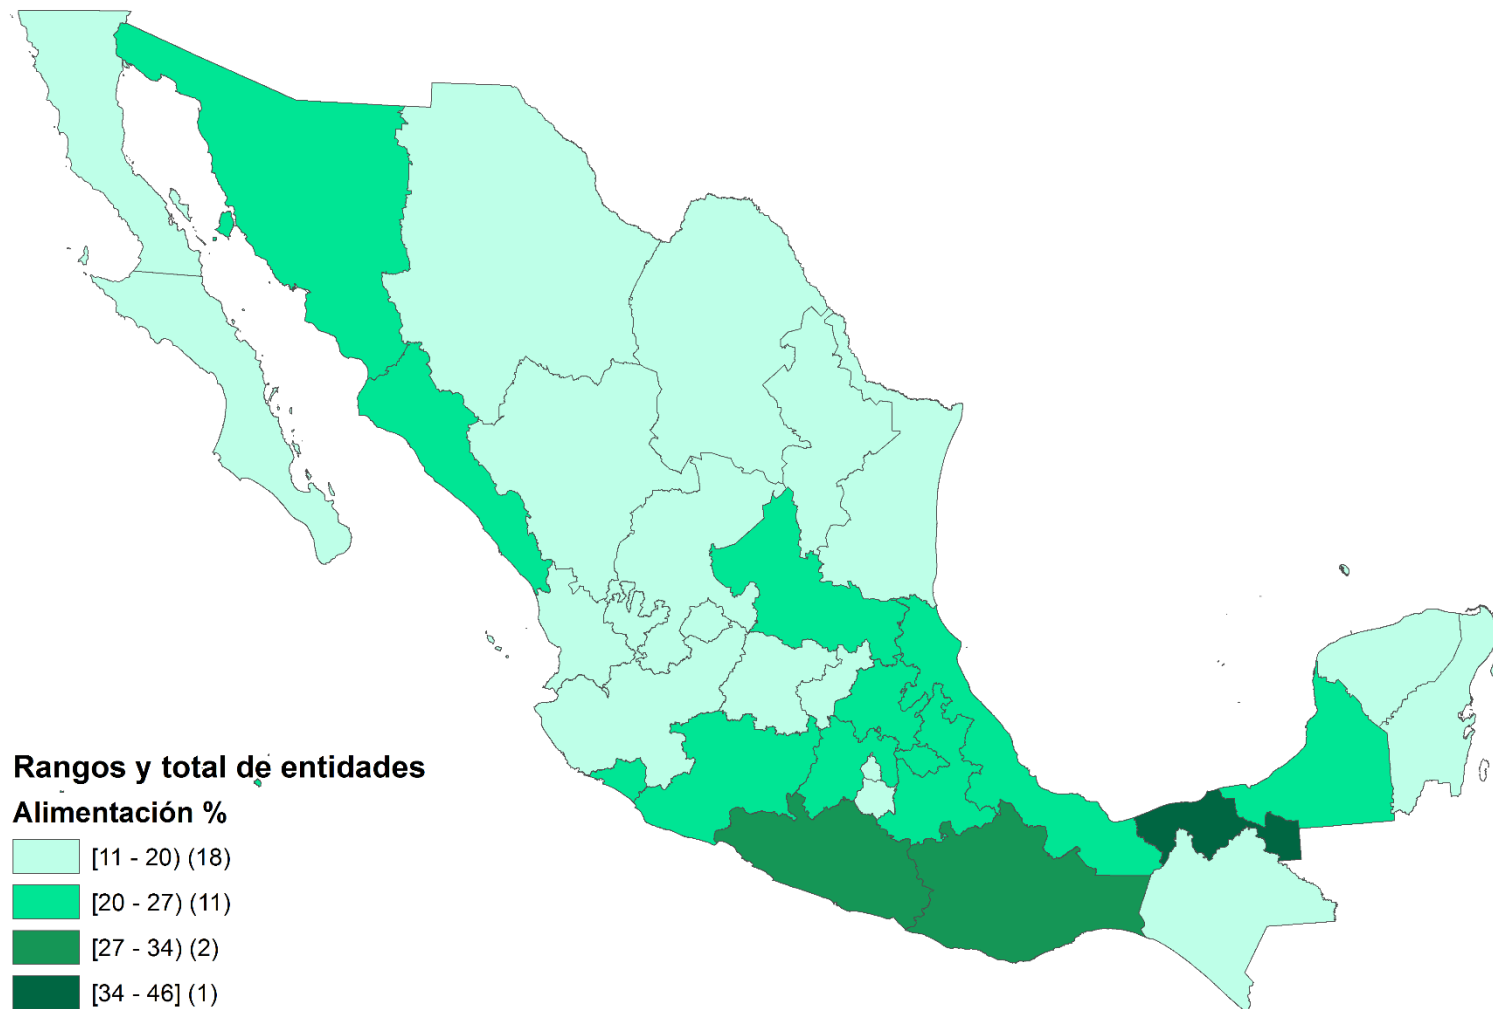 Rangos y total de entidades
Alimentación %
[11 - 20) (18)
[20 - 27) (11)
[27 - 34) (2)
[34 - 46] (1)